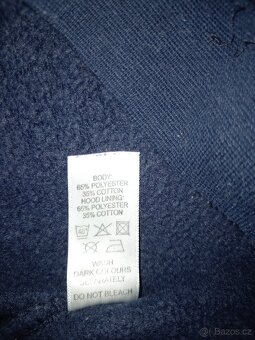 BODY:
65% POLYESTER
35% COTTON
HOOD LINING:
65% POLYESTER
35% COTTON
WASH
DARK COLOURS
SEPARATELY
DO NOT BLEACH
Bazos.cz